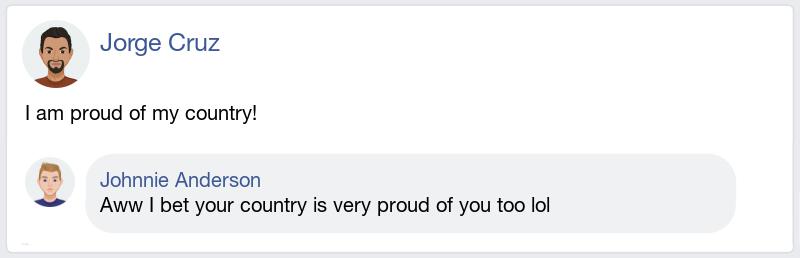 Jorge Cruz
I am proud of my country!
Johnnie Anderson
Aww I bet your country is very proud of you too lol